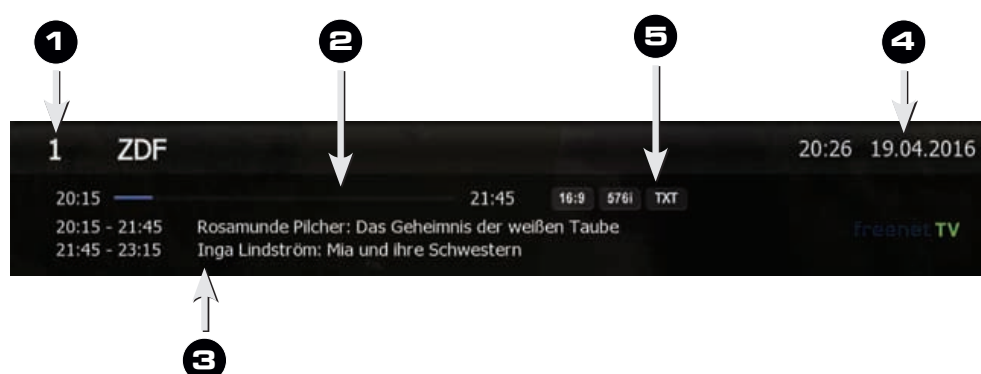 1 2 5 4
1 ZDF 20:26 19.04.2016
20:15 21:45 16:9 576i TXT
20:15 - 21:45 Rosamunde Pilcher: Das Geheimnis der weißen Taube
freenet TV
21:45 - 23:15 Inga Lindström: Mia und ihre Schwestern
3